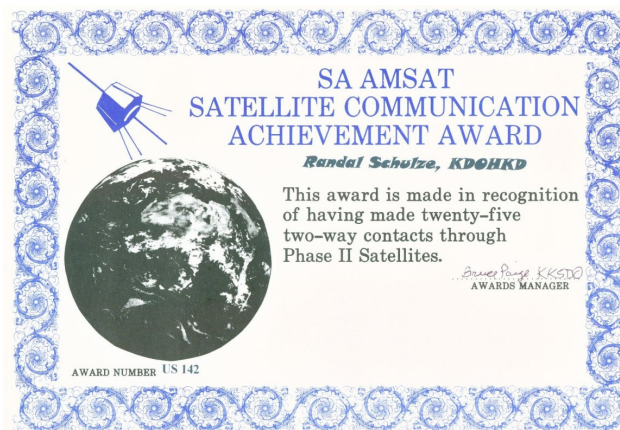 SA AMSAT
SATELLITE COMMUNICATION
ACHIEVEMENT AWARD
Randal Schulze, KD0HKD
This award is made in recognition
of having made twenty-five
two-way contacts through
Phase II Satellites.
Bruce Paige KK5DO
AWARDS MANAGER
AWARD NUMBER US 142